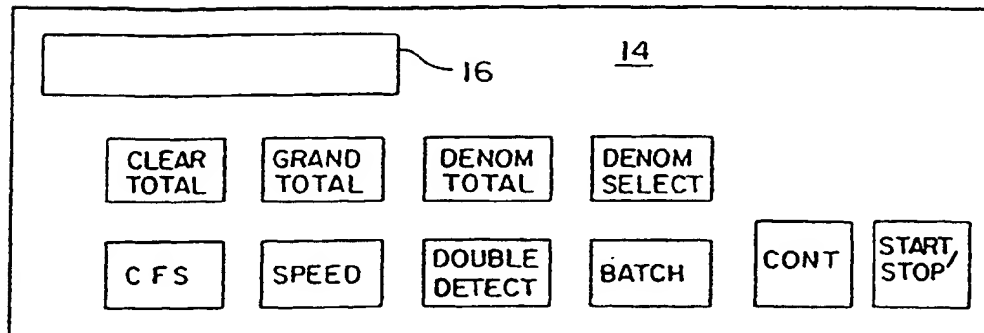 16
14
CLEAR
TOTAL
GRAND
TOTAL
DENOM
TOTAL
DENOM
SELECT
CFS
SPEED
DOUBLE
DETECT
BATCH
CONT
START/
STOP